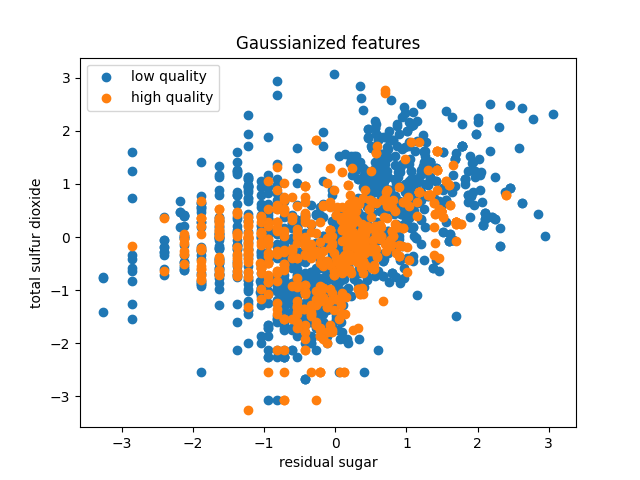 Gaussianized features
low quality
high quality
total sulfur dioxide
3
2
1
0
−1
−2
−3
−3
−2
−1
0
1
2
3
residual sugar